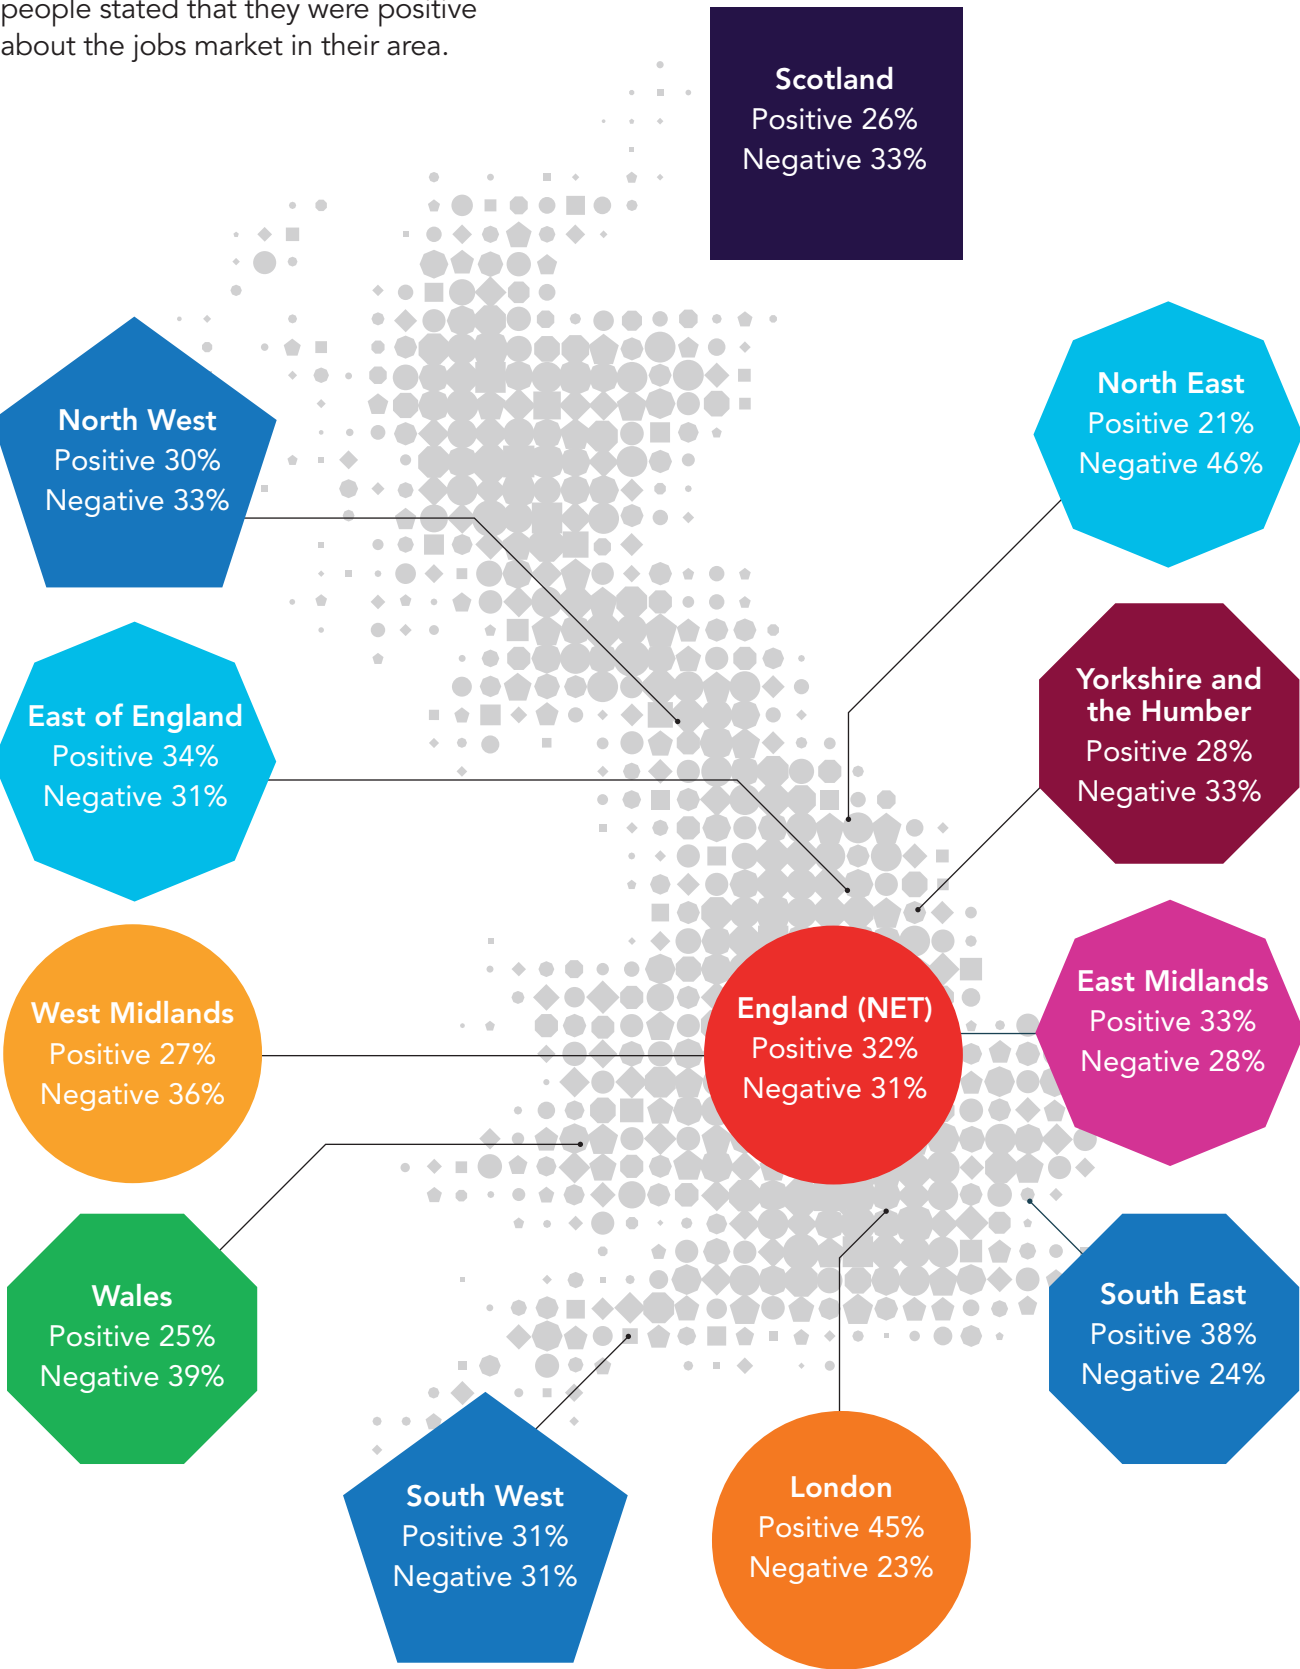 people stated that they were positive
about the jobs market in their area.
Scotland
Positive 26%
Negative 33%
North West
Positive 30%
Negative 33%
North East
Positive 21%
Negative 46%
East of England
Positive 34%
Negative 31%
Yorkshire and
the Humber
Positive 28%
Negative 33%
West Midlands
Positive 27%
Negative 36%
England (NET)
Positive 32%
Negative 31%
East Midlands
Positive 33%
Negative 28%
Wales
Positive 25%
Negative 39%
South East
Positive 38%
Negative 24%
South West
Positive 31%
Negative 31%
London
Positive 45%
Negative 23%